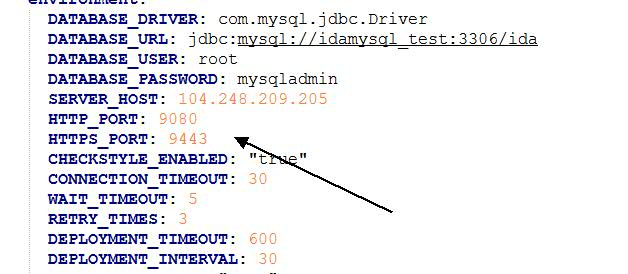 environment:
DATABASE_DRIVER: com.mysql.jdbc.Driver
DATABASE_URL: jdbc:mysql://idamysql_test:3306/ida
DATABASE_USER: root
DATABASE_PASSWORD: mysqladmin
SERVER_HOST: 104.248.209.205
HTTP_PORT: 9080
HTTPS_PORT: 9443
CHECKSTYLE_ENABLED: "true"
CONNECTION_TIMEOUT: 30
WAIT_TIMEOUT: 5
RETRY_TIMES: 3
DEPLOYMENT_TIMEOUT: 600
DEPLOYMENT_INTERVAL: 30